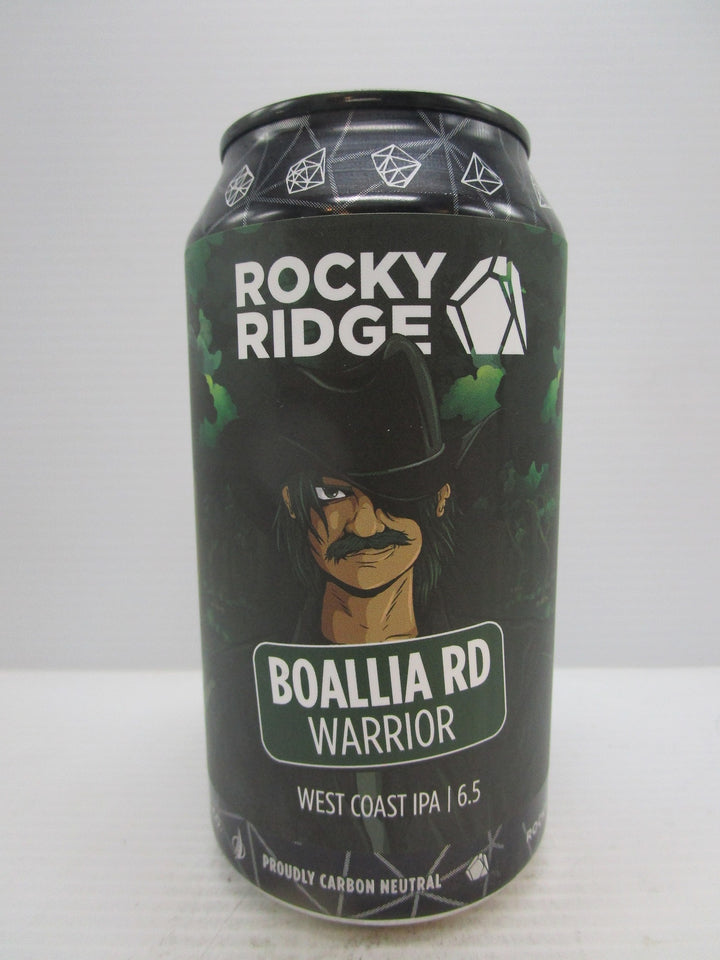 ROCKY
RIDGE
BOALLIA RD
WARRIOR
WEST COAST IPA | 6.5
PROUDLY CARBON NEUTRAL